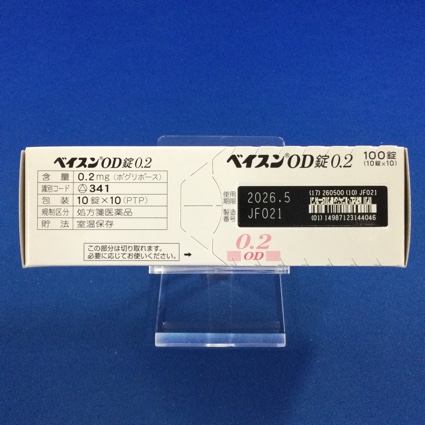 ベイスンOD錠0.2
含量 0.2mg(ボグリボース)
識別コード 341
包装 10錠×10(PTP)
規制区分 処方箋医薬品
貯法 室温保存
この部分は切り取れます。
必要に応じてお使いください。
→
ベイスンOD錠0.2
100錠
(10錠×10)
使用期限 2026.5
製造番号 JF021
(17) 260500 (10) JF021
(01) 14987123144046
0.2
OD